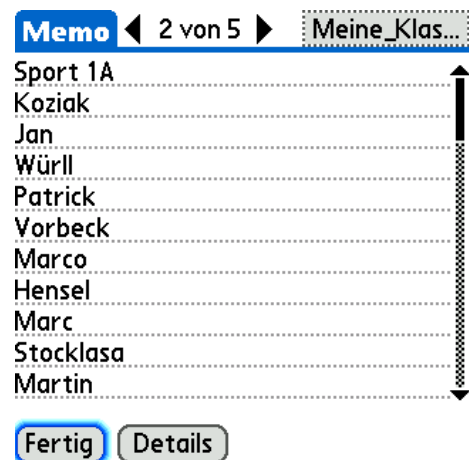 Memo 2 von 5 Meine_Klas...
Sport 1A
Koziak
Jan
Würll
Patrick
Vorbeck
Marco
Hensel
Marc
Stocklasa
Martin
Fertig Details